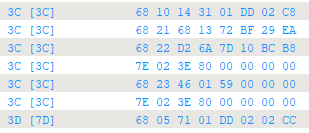 3C [3C] 68 10 14 31 01 DD 02 C8
3C [3C] 68 21 68 13 72 BF 29 EA
3C [3C] 68 22 D2 6A 7D 10 BC B8
3C [3C] 7E 02 3E 80 00 00 00 00
3C [3C] 68 23 46 01 59 00 00 00
3C [3C] 7E 02 3E 80 00 00 00 00
3D [7D] 68 05 71 01 DD 02 02 CC